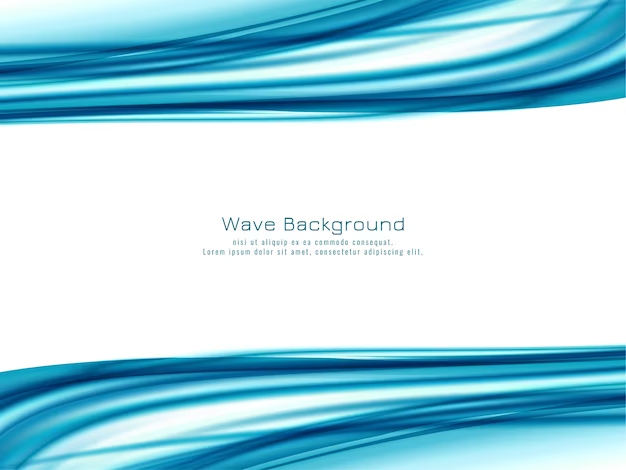 Wave Background
nisi ut aliquip ex ea commodo consequat.
Lorem ipsum dolor sit amet, consectetur adipiscing elit,